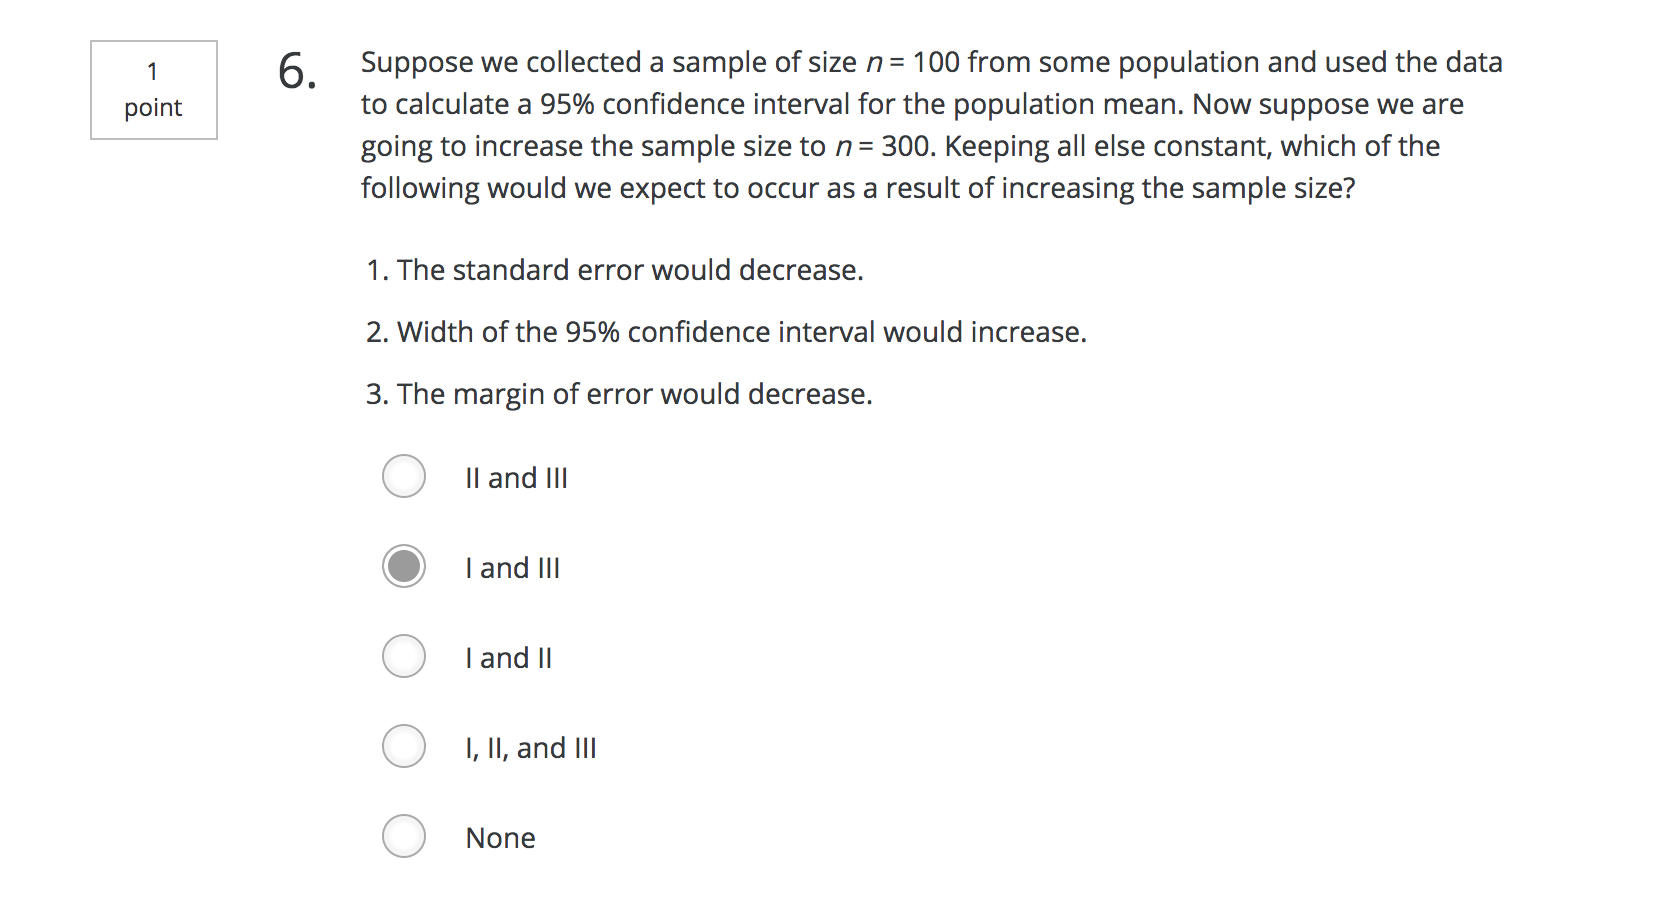 1
point
6.
Suppose we collected a sample of size n = 100 from some population and used the data
to calculate a 95% confidence interval for the population mean. Now suppose we are
going to increase the sample size to n = 300. Keeping all else constant, which of the
following would we expect to occur as a result of increasing the sample size?
1. The standard error would decrease.
2. Width of the 95% confidence interval would increase.
3. The margin of error would decrease.
II and III
I and III
I and II
I, II, and III
None